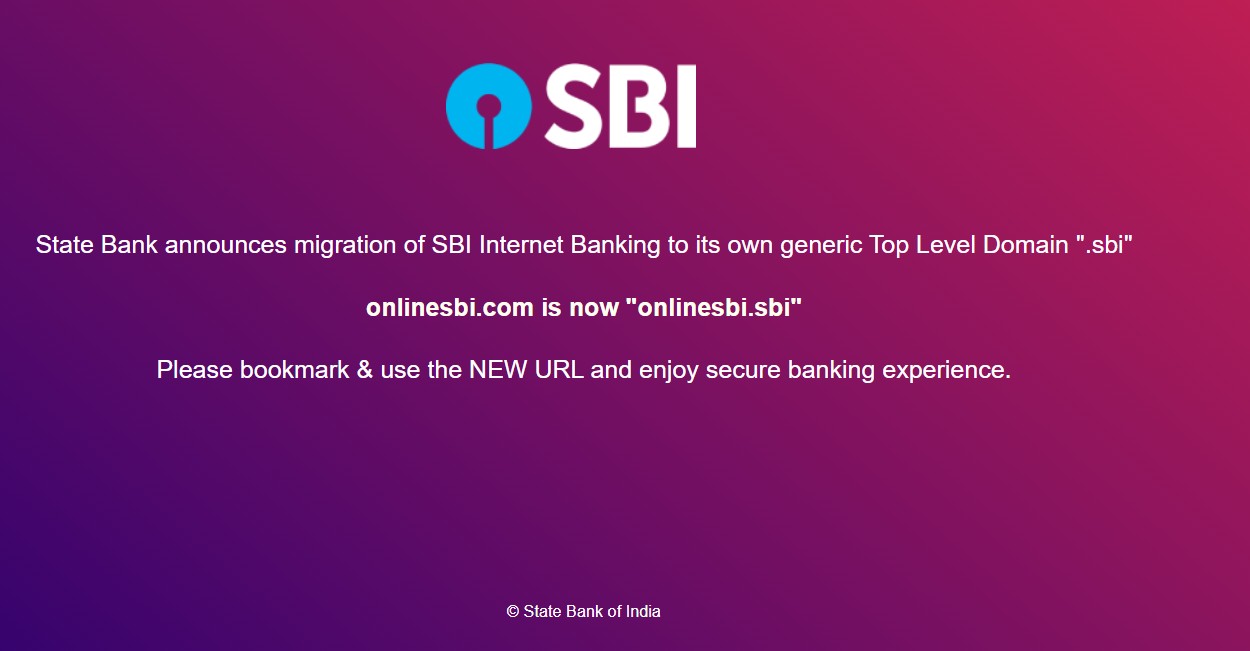 SBI
State Bank announces migration of SBI Internet Banking to its own generic Top Level Domain ".sbi"
onlinesbi.com is now "onlinesbi.sbi"
Please bookmark & use the NEW URL and enjoy secure banking experience.
© State Bank of India